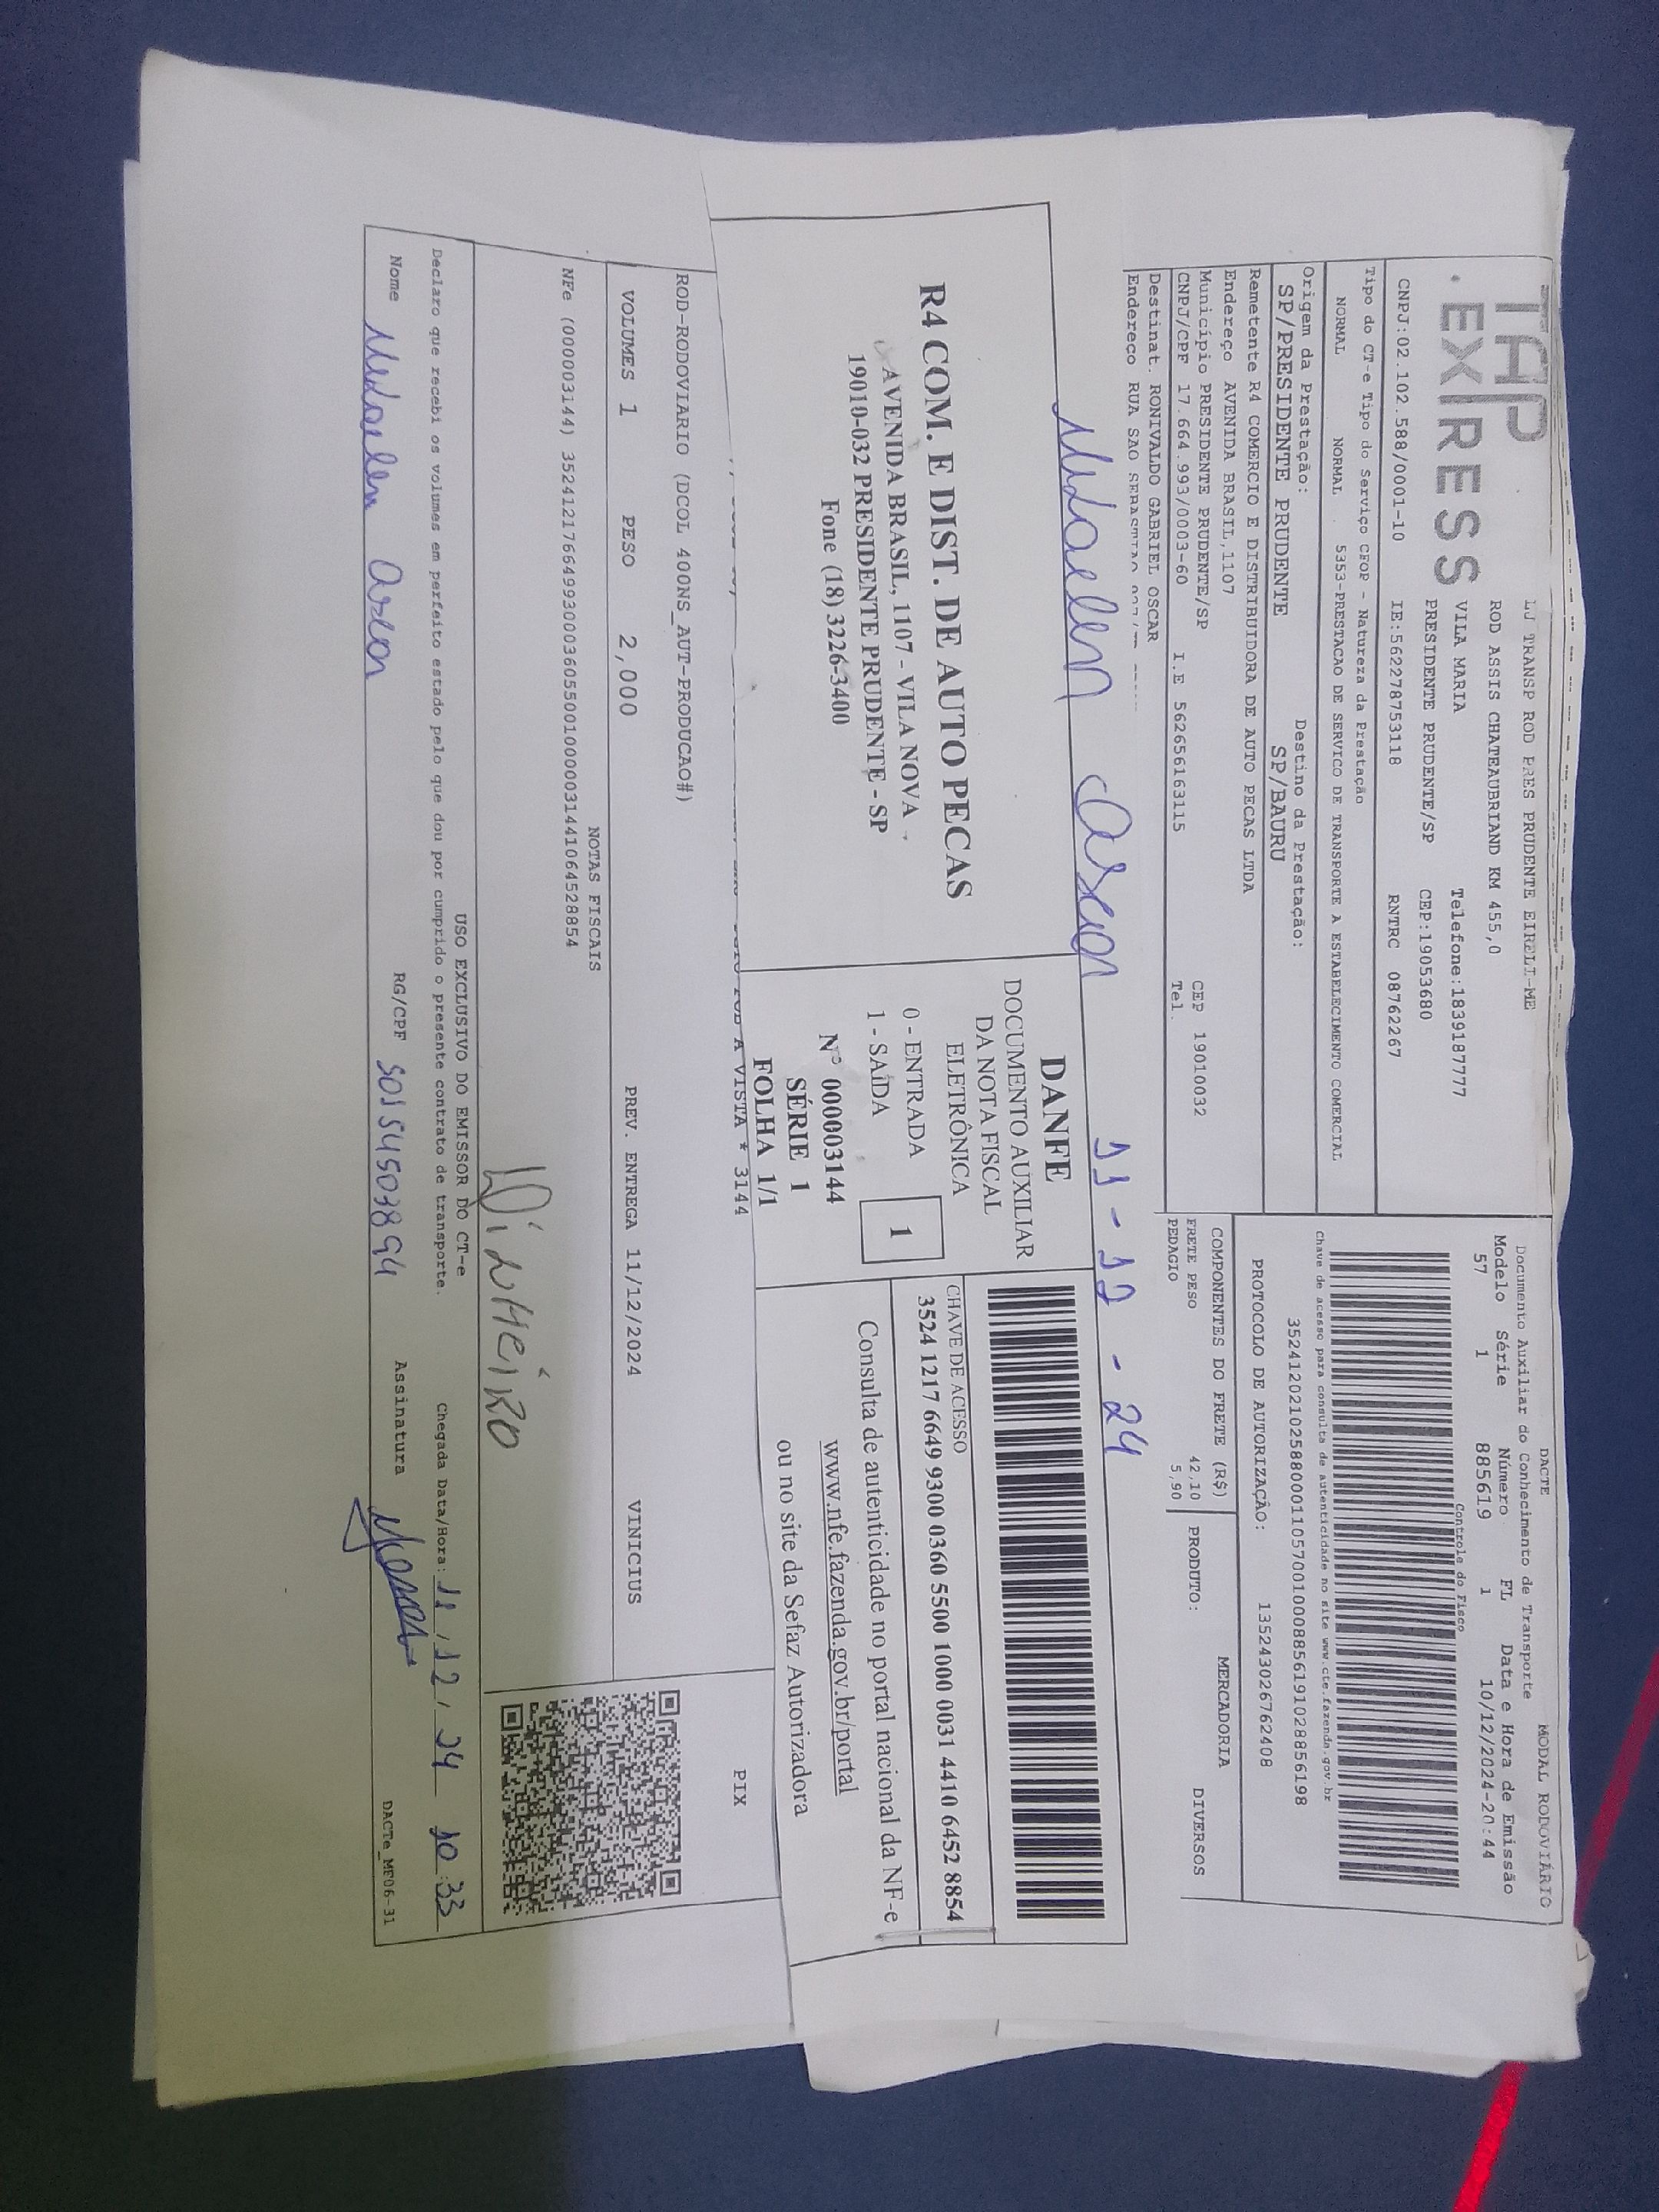 TAP
EXPRESS
LJ TRANSP ROD PRES PRUDENTE EIRELI-ME
ROD ASSIS CHATEAUBRIAND KM 455,0
VILA MARIA Telefone:1839187777
PRESIDENTE PRUDENTE/SP CEP:19053680
CNPJ:02.102.588/0001-10 IE:562278753118 RNTRC 08762267
DACTE MODAL RODOVIÁRIO
Documento Auxiliar do Conhecimento de Transporte
Modelo Série Número FL Data e Hora de Emissão
57 1 885619 1 10/12/2024-20:44
Controle do Fisco
Chave de acesso para consulta de autenticidade no site www.cte.fazenda.gov.br
35241202102588000110570010008856191028856198
PROTOCOLO DE AUTORIZAÇÃO: 135243026762408
Tipo do CT-e Tipo do Serviço CFOP - Natureza da Prestação
NORMAL NORMAL 5353-PRESTACAO DE SERVICO DE TRANSPORTE A ESTABELECIMENTO COMERCIAL
Origem da Prestação: Destino da Prestação:
SP/PRESIDENTE PRUDENTE SP/BAURU
Remetente R4 COMERCIO E DISTRIBUIDORA DE AUTO PECAS LTDA
Endereço AVENIDA BRASIL,1107
Município PRESIDENTE PRUDENTE/SP CEP 19010032
CNPJ/CPF 17.664.993/0003-60 I.E 562656163115 Tel.
Destinat. RONIVALDO GABRIEL OSCAR
Endereço RUA SAO SEBASTIAO
COMPONENTES DO FRETE (R$) MERCADORIA
FRETE PESO 42,10 PRODUTO: DIVERSOS
PEDAGIO 5,90
11-12-24
R4 COM. E DIST. DE AUTO PECAS
AVENIDA BRASIL, 1107 - VILA NOVA
19010-032 PRESIDENTE PRUDENTE - SP
Fone (18) 3226-3400
DANFE
DOCUMENTO AUXILIAR
DA NOTA FISCAL
ELETRÔNICA
0 - ENTRADA
1 - SAÍDA
1
Nº 000003144
SÉRIE 1
FOLHA 1/1
CHAVE DE ACESSO
3524 1217 6649 9300 0360 5500 1000 0031 4410 6452 8854
Consulta de autenticidade no portal nacional da NF-e
www.nfe.fazenda.gov.br/portal
ou no site da Sefaz Autorizadora
A VISTA * 3144
PIX
ROD-RODOVIARIO (DCOL 400NS_AUT-PRODUCAO#)
VOLUMES 1 PESO 2,000 PREV. ENTREGA 11/12/2024 VINICIUS
NOTAS FISCAIS
NFe (000003144) 35241217664993000360550010000031441064528854
DiNHEiRO
USO EXCLUSIVO DO EMISSOR DO CT-e
Declaro que recebi os volumes em perfeito estado pelo que dou por cumprido o presente contrato de transporte. Chegada Data/Hora: 11/12/24 10:33
Nome RG/CPF Assinatura
DACTe_MF06-31